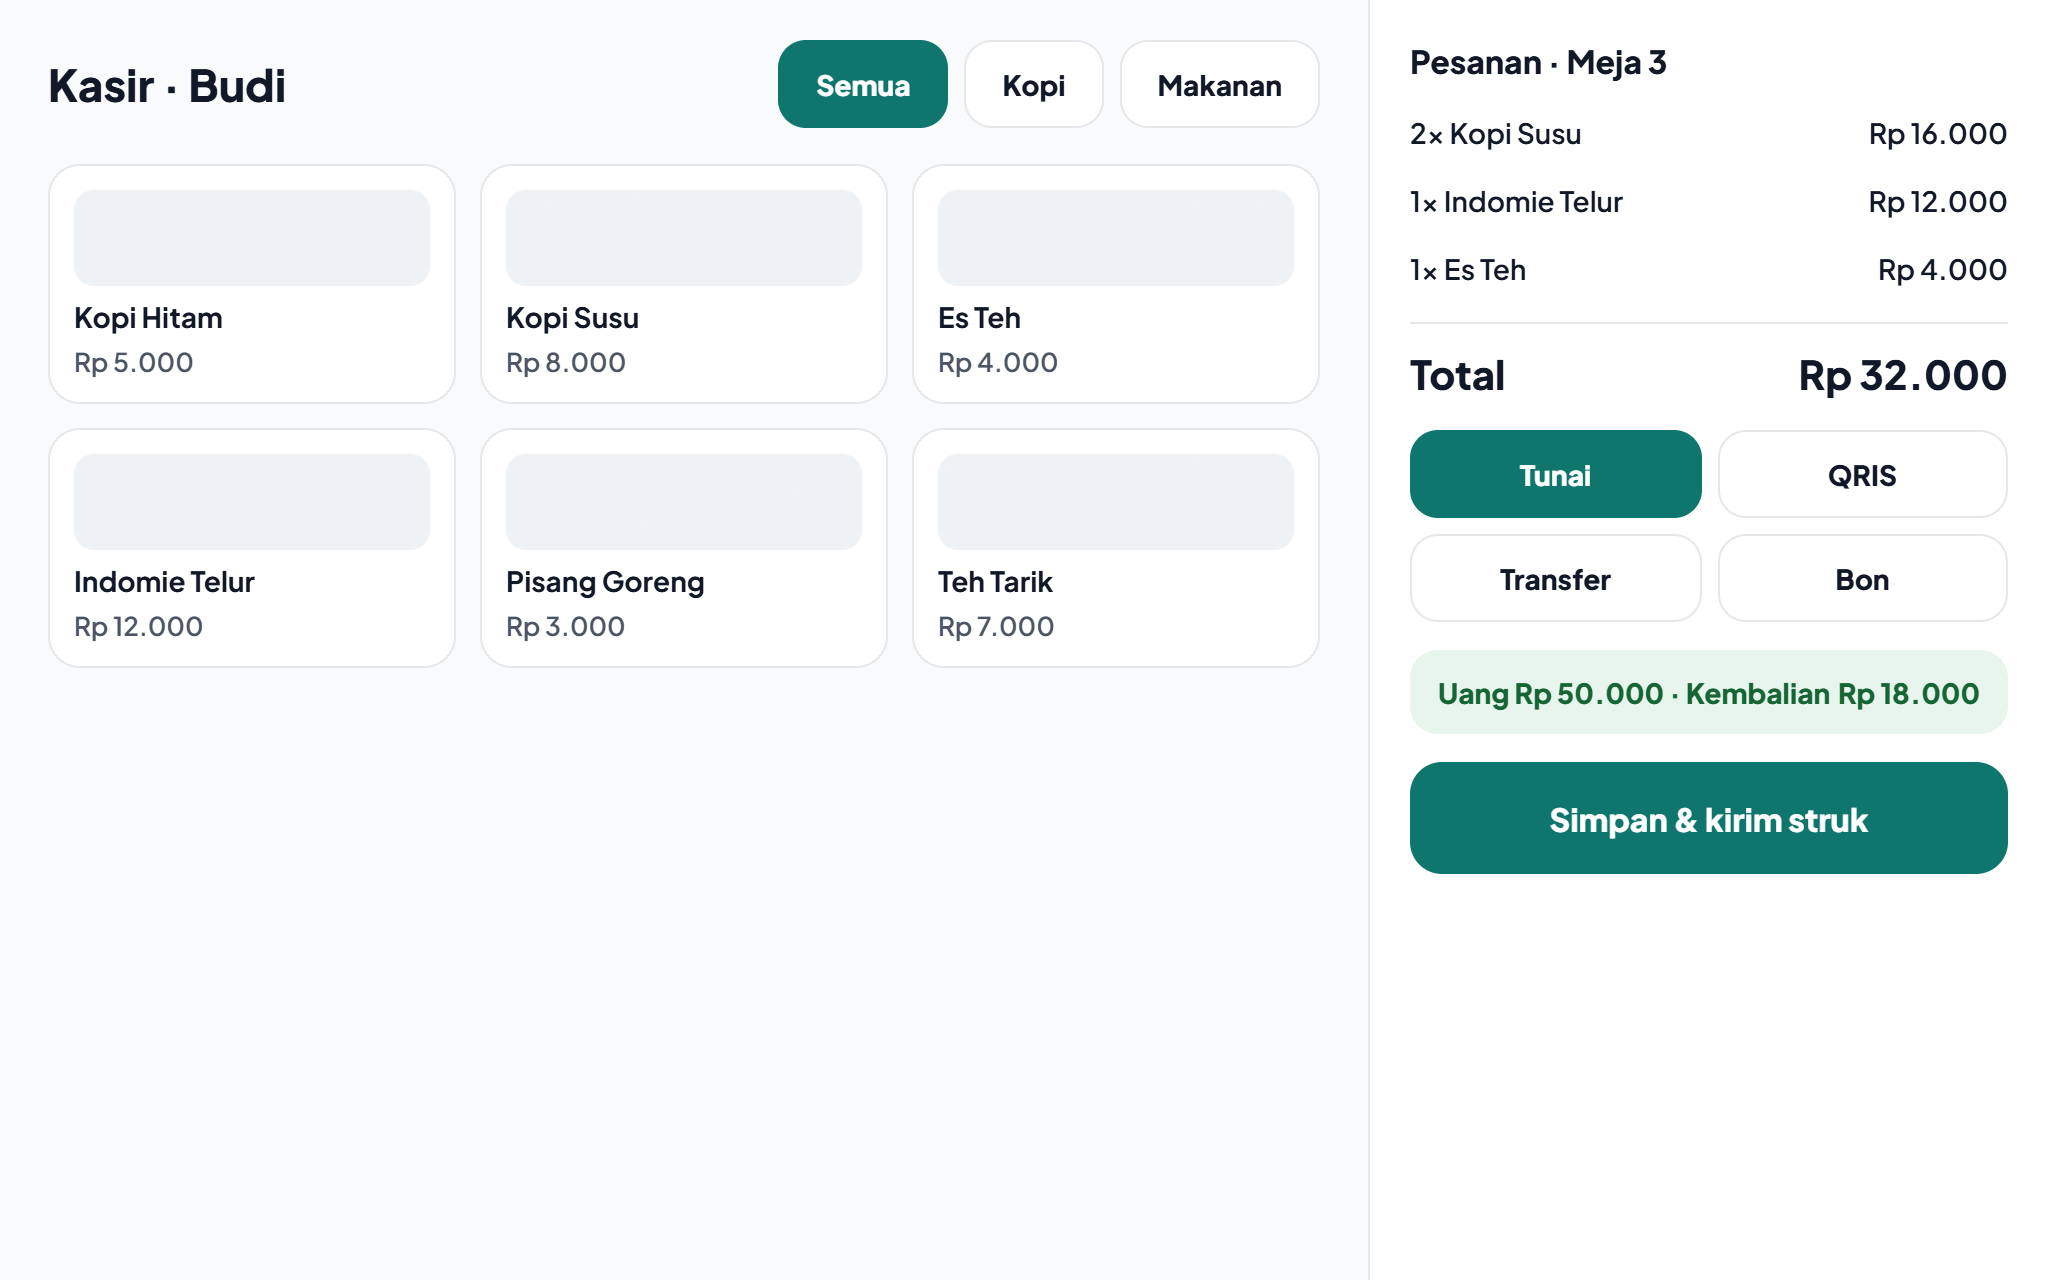 Kasir · Budi
Semua
Kopi
Makanan
Kopi Hitam
Rp 5.000
Kopi Susu
Rp 8.000
Es Teh
Rp 4.000
Indomie Telur
Rp 12.000
Pisang Goreng
Rp 3.000
Teh Tarik
Rp 7.000
Pesanan · Meja 3
2× Kopi Susu Rp 16.000
1× Indomie Telur Rp 12.000
1× Es Teh Rp 4.000
Total Rp 32.000
Tunai
QRIS
Transfer
Bon
Uang Rp 50.000 · Kembalian Rp 18.000
Simpan & kirim struk